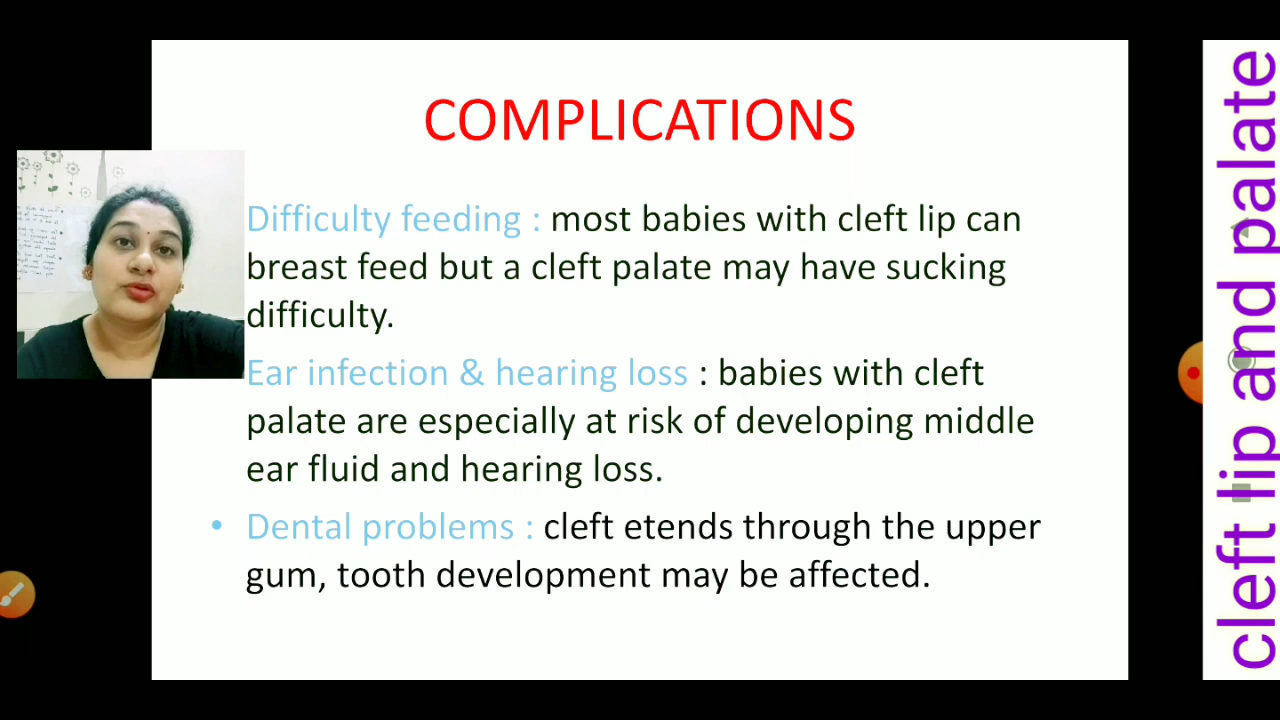 COMPLICATIONS
Difficulty feeding : most babies with cleft lip can
breast feed but a cleft palate may have sucking
difficulty.
Ear infection & hearing loss : babies with cleft
palate are especially at risk of developing middle
ear fluid and hearing loss.
• Dental problems : cleft etends through the upper
gum, tooth development may be affected.
cleft lip and palate